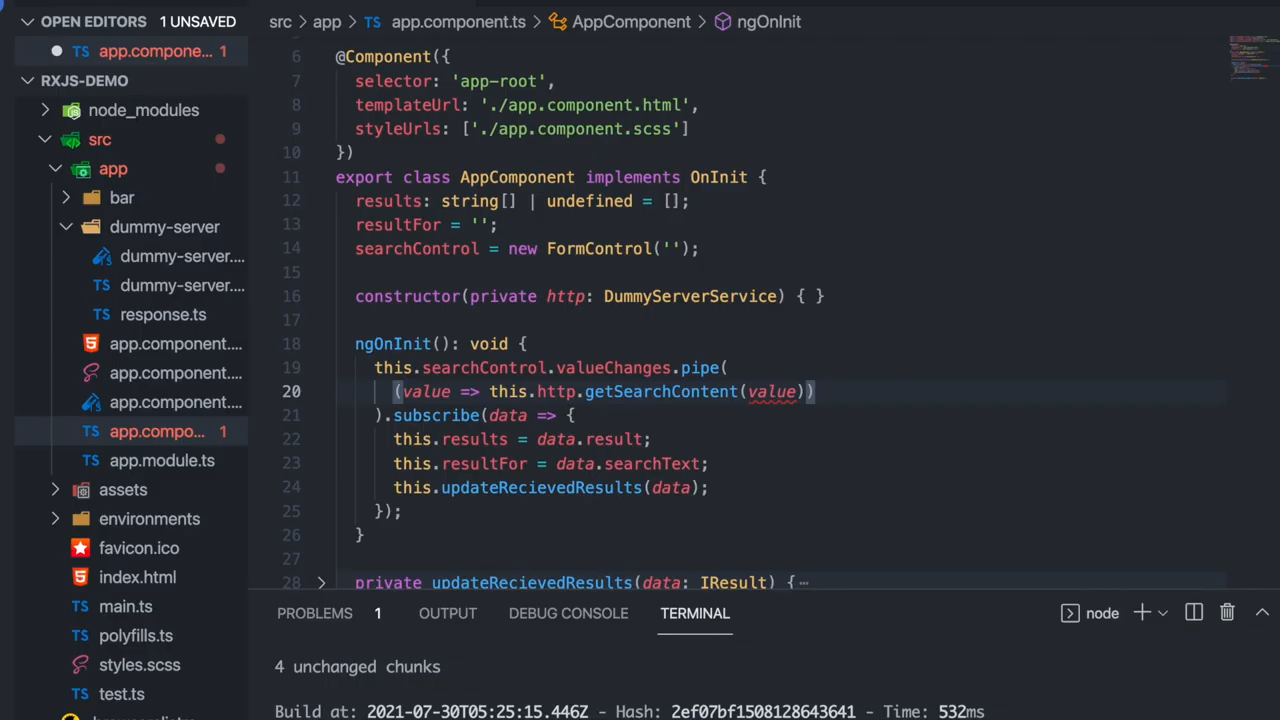 OPEN EDITORS 1 UNSAVED
TS app.compone... 1
RXJS-DEMO
node_modules
src
app
bar
dummy-server
dummy-server....
TS dummy-server....
TS response.ts
app.component....
app.component....
app.component....
TS app.compo... 1
TS app.module.ts
assets
environments
favicon.ico
index.html
TS main.ts
TS polyfills.ts
styles.scss
TS test.ts
src > app > TS app.component.ts > AppComponent > ngOnInit
6 @Component({
7 selector: 'app-root',
8 templateUrl: './app.component.html',
9 styleUrls: ['./app.component.scss']
10 })
11 export class AppComponent implements OnInit {
12 results: string[] | undefined = [];
13 resultFor = '';
14 searchControl = new FormControl('');
15
16 constructor(private http: DummyServerService) { }
17
18 ngOnInit(): void {
19 this.searchControl.valueChanges.pipe(
20 (value => this.http.getSearchContent(value))
21 ).subscribe(data => {
22 this.results = data.result;
23 this.resultFor = data.searchText;
24 this.updateRecievedResults(data);
25 });
26 }
27
28 private updateRecievedResults(data: IResult) {
PROBLEMS 1 OUTPUT DEBUG CONSOLE TERMINAL node
4 unchanged chunks
Build at: 2021-07-30T05:25:15.446Z - Hash: 2ef07bf1508128643641 - Time: 532ms